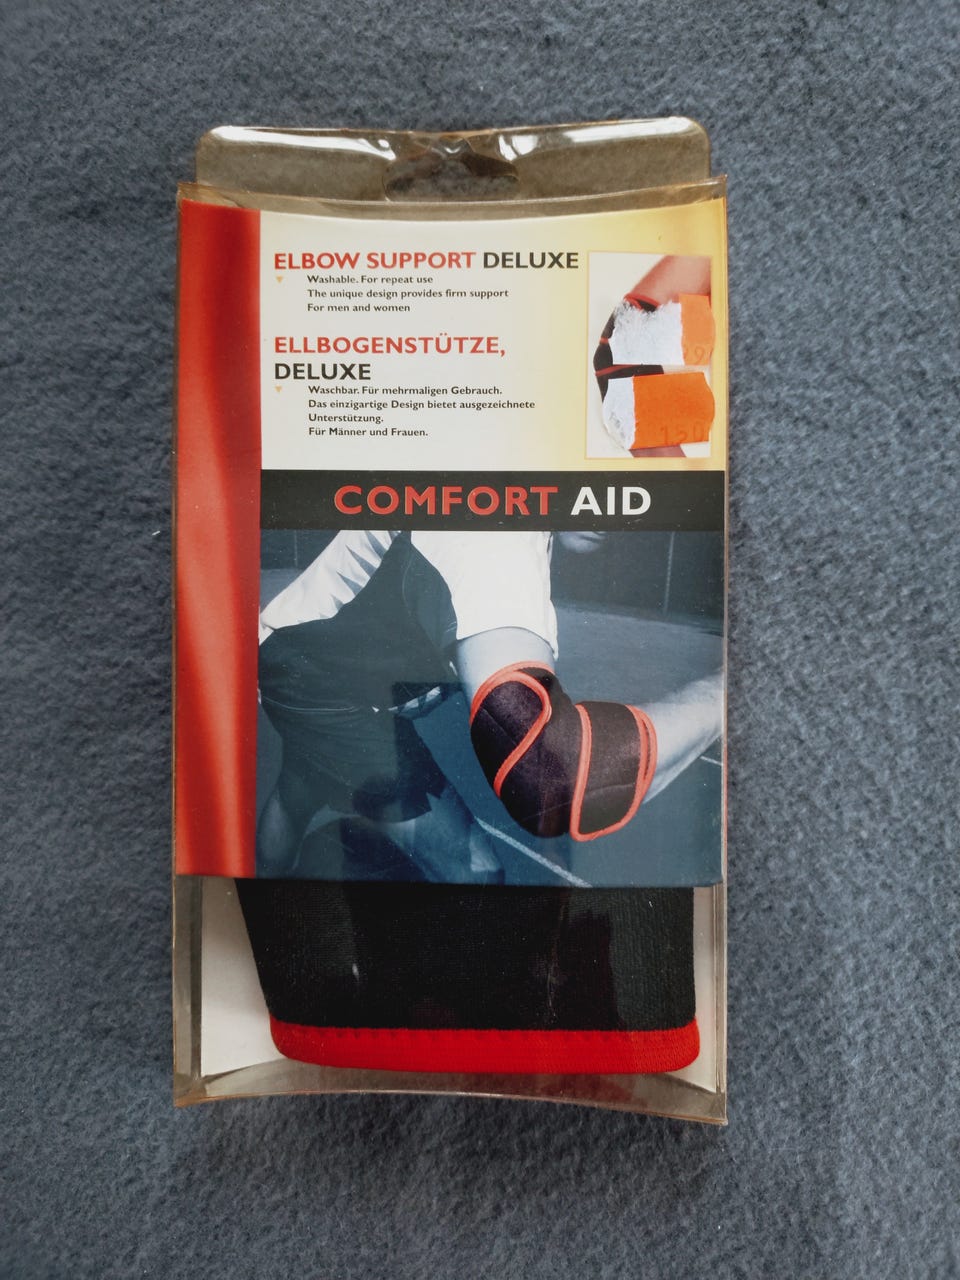 ELBOW SUPPORT DELUXE
Washable. For repeat use
The unique design provides firm support
For men and women
ELLBOGENSTÜTZE,
DELUXE
Waschbar. Für mehrmaligen Gebrauch.
Das einzigartige Design bietet ausgezeichnete
Unterstützung.
Für Männer und Frauen.
COMFORT AID